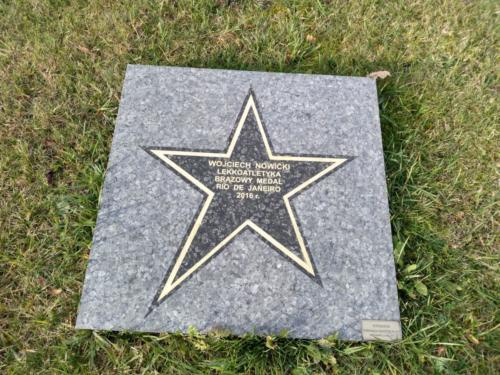 WOJCIECH NOWICKI
LEKKOATLETYKA
BRĄZOWY MEDAL
RIO DE JANEIRO
2016 r.